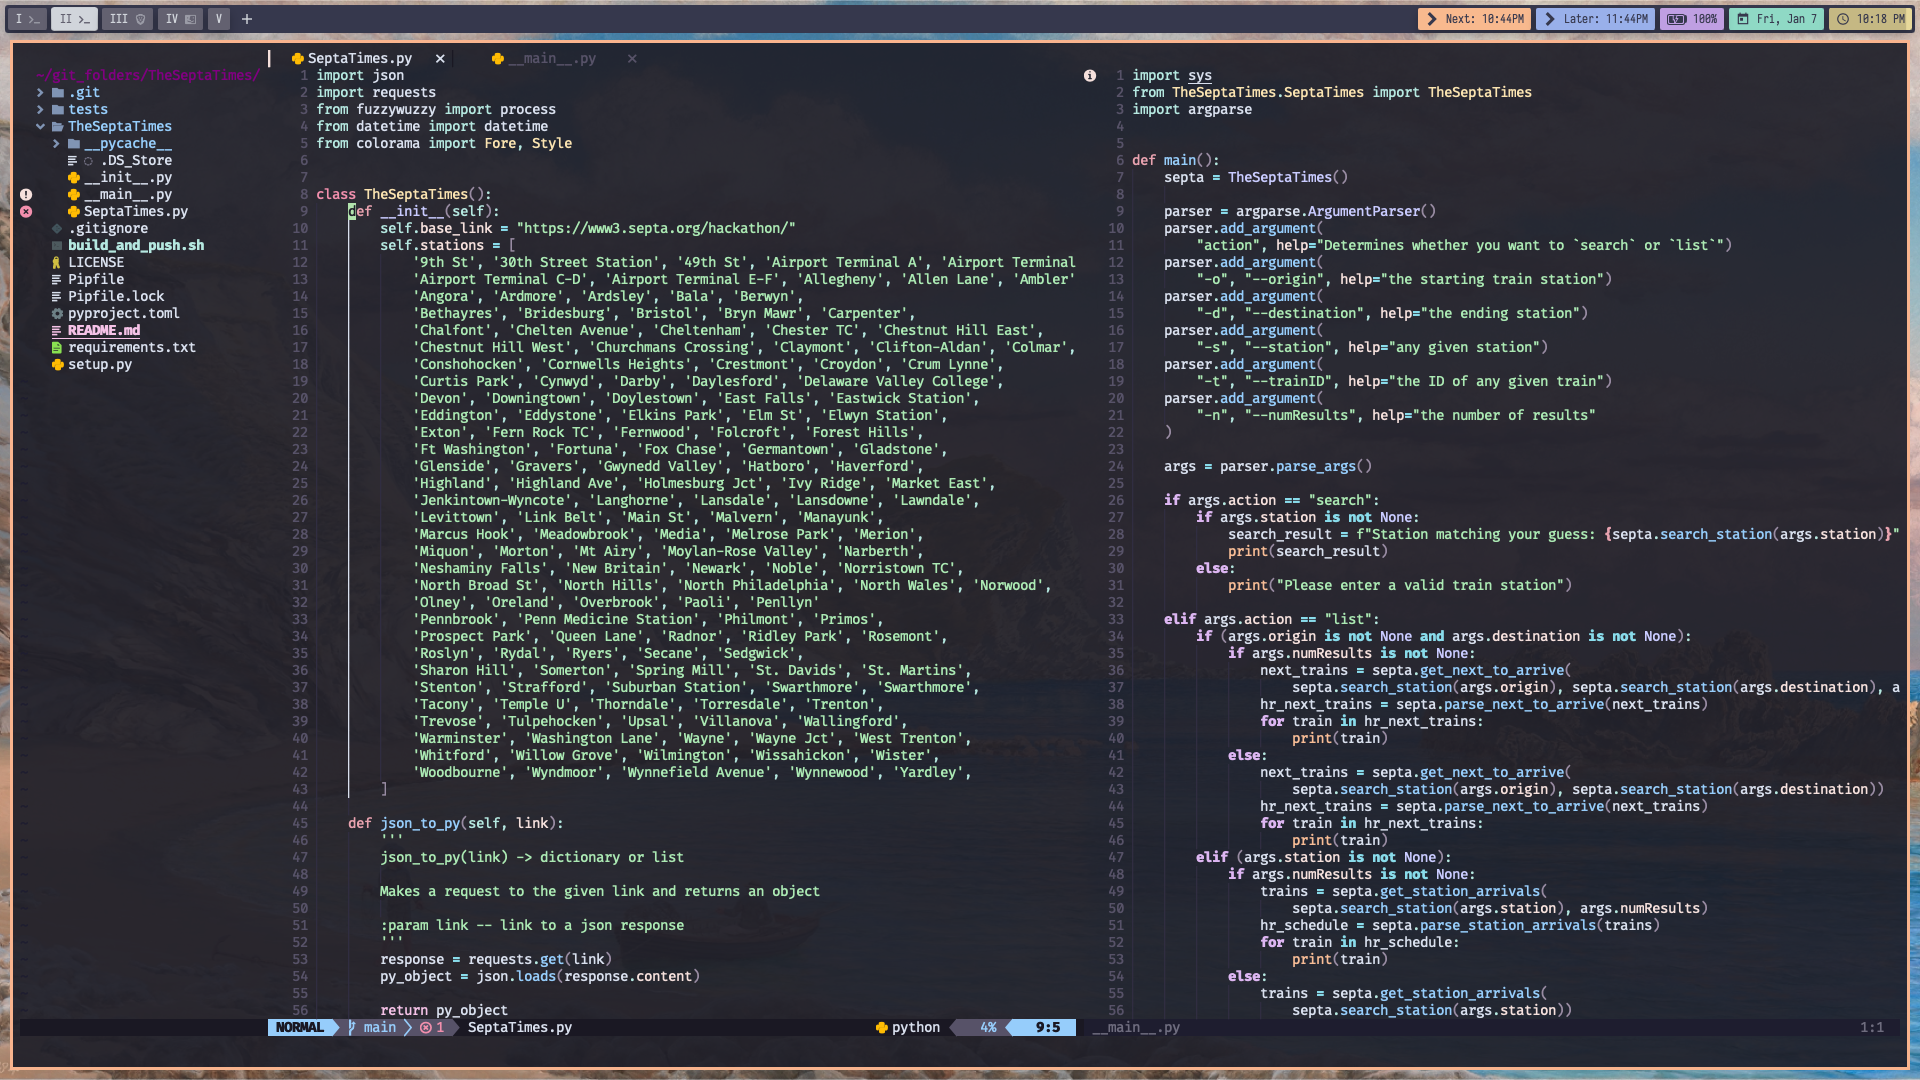 I >_ II >_ III IV V +
Next: 10:44PM Later: 11:44PM 100% Fri, Jan 7 10:18 PM
SeptaTimes.py × __main__.py ×
~/git_folders/TheSeptaTimes/
.git
tests
TheSeptaTimes
__pycache__
.DS_Store
__init__.py
__main__.py
SeptaTimes.py
.gitignore
build_and_push.sh
LICENSE
Pipfile
Pipfile.lock
pyproject.toml
README.md
requirements.txt
setup.py
1 import json
2 import requests
3 from fuzzywuzzy import process
4 from datetime import datetime
5 from colorama import Fore, Style
6
7
8 class TheSeptaTimes():
9 def __init__(self):
10 self.base_link = "https://www3.septa.org/hackathon/"
11 self.stations = [
12 '9th St', '30th Street Station', '49th St', 'Airport Terminal A', 'Airport Terminal
13 'Airport Terminal C-D', 'Airport Terminal E-F', 'Allegheny', 'Allen Lane', 'Ambler'
14 'Angora', 'Ardmore', 'Ardsley', 'Bala', 'Berwyn',
15 'Bethayres', 'Bridesburg', 'Bristol', 'Bryn Mawr', 'Carpenter',
16 'Chalfont', 'Chelten Avenue', 'Cheltenham', 'Chester TC', 'Chestnut Hill East',
17 'Chestnut Hill West', 'Churchmans Crossing', 'Claymont', 'Clifton-Aldan', 'Colmar',
18 'Conshohocken', 'Cornwells Heights', 'Crestmont', 'Croydon', 'Crum Lynne',
19 'Curtis Park', 'Cynwyd', 'Darby', 'Daylesford', 'Delaware Valley College',
20 'Devon', 'Downingtown', 'Doylestown', 'East Falls', 'Eastwick Station',
21 'Eddington', 'Eddystone', 'Elkins Park', 'Elm St', 'Elwyn Station',
22 'Exton', 'Fern Rock TC', 'Fernwood', 'Folcroft', 'Forest Hills',
23 'Ft Washington', 'Fortuna', 'Fox Chase', 'Germantown', 'Gladstone',
24 'Glenside', 'Gravers', 'Gwynedd Valley', 'Hatboro', 'Haverford',
25 'Highland', 'Highland Ave', 'Holmesburg Jct', 'Ivy Ridge', 'Market East',
26 'Jenkintown-Wyncote', 'Langhorne', 'Lansdale', 'Lansdowne', 'Lawndale',
27 'Levittown', 'Link Belt', 'Main St', 'Malvern', 'Manayunk',
28 'Marcus Hook', 'Meadowbrook', 'Media', 'Melrose Park', 'Merion',
29 'Miquon', 'Morton', 'Mt Airy', 'Moylan-Rose Valley', 'Narberth',
30 'Neshaminy Falls', 'New Britain', 'Newark', 'Noble', 'Norristown TC',
31 'North Broad St', 'North Hills', 'North Philadelphia', 'North Wales', 'Norwood',
32 'Olney', 'Oreland', 'Overbrook', 'Paoli', 'Penllyn'
33 'Pennbrook', 'Penn Medicine Station', 'Philmont', 'Primos',
34 'Prospect Park', 'Queen Lane', 'Radnor', 'Ridley Park', 'Rosemont',
35 'Roslyn', 'Rydal', 'Ryers', 'Secane', 'Sedgwick',
36 'Sharon Hill', 'Somerton', 'Spring Mill', 'St. Davids', 'St. Martins',
37 'Stenton', 'Strafford', 'Suburban Station', 'Swarthmore', 'Swarthmore',
38 'Tacony', 'Temple U', 'Thorndale', 'Torresdale', 'Trenton',
39 'Trevose', 'Tulpehocken', 'Upsal', 'Villanova', 'Wallingford',
40 'Warminster', 'Washington Lane', 'Wayne', 'Wayne Jct', 'West Trenton',
41 'Whitford', 'Willow Grove', 'Wilmington', 'Wissahickon', 'Wister',
42 'Woodbourne', 'Wyndmoor', 'Wynnefield Avenue', 'Wynnewood', 'Yardley',
43 ]
44
45 def json_to_py(self, link):
46 '''
47 json_to_py(link) -> dictionary or list
48
49 Makes a request to the given link and returns an object
50
51 :param link -- link to a json response
52 '''
53 response = requests.get(link)
54 py_object = json.loads(response.content)
55
56 return py_object
1 import sys
2 from TheSeptaTimes.SeptaTimes import TheSeptaTimes
3 import argparse
4
5
6 def main():
7 septa = TheSeptaTimes()
8
9 parser = argparse.ArgumentParser()
10 parser.add_argument(
11 "action", help="Determines whether you want to `search` or `list`")
12 parser.add_argument(
13 "-o", "--origin", help="the starting train station")
14 parser.add_argument(
15 "-d", "--destination", help="the ending station")
16 parser.add_argument(
17 "-s", "--station", help="any given station")
18 parser.add_argument(
19 "-t", "--trainID", help="the ID of any given train")
20 parser.add_argument(
21 "-n", "--numResults", help="the number of results"
22 )
23
24 args = parser.parse_args()
25
26 if args.action == "search":
27 if args.station is not None:
28 search_result = f"Station matching your guess: {septa.search_station(args.station)}"
29 print(search_result)
30 else:
31 print("Please enter a valid train station")
32
33 elif args.action == "list":
34 if (args.origin is not None and args.destination is not None):
35 if args.numResults is not None:
36 next_trains = septa.get_next_to_arrive(
37 septa.search_station(args.origin), septa.search_station(args.destination), a
38 hr_next_trains = septa.parse_next_to_arrive(next_trains)
39 for train in hr_next_trains:
40 print(train)
41 else:
42 next_trains = septa.get_next_to_arrive(
43 septa.search_station(args.origin), septa.search_station(args.destination))
44 hr_next_trains = septa.parse_next_to_arrive(next_trains)
45 for train in hr_next_trains:
46 print(train)
47 elif (args.station is not None):
48 if args.numResults is not None:
49 trains = septa.get_station_arrivals(
50 septa.search_station(args.station), args.numResults)
51 hr_schedule = septa.parse_station_arrivals(trains)
52 for train in hr_schedule:
53 print(train)
54 else:
55 trains = septa.get_station_arrivals(
56 septa.search_station(args.station))
NORMAL main 1 SeptaTimes.py python 4% 9:5 __main__.py 1:1